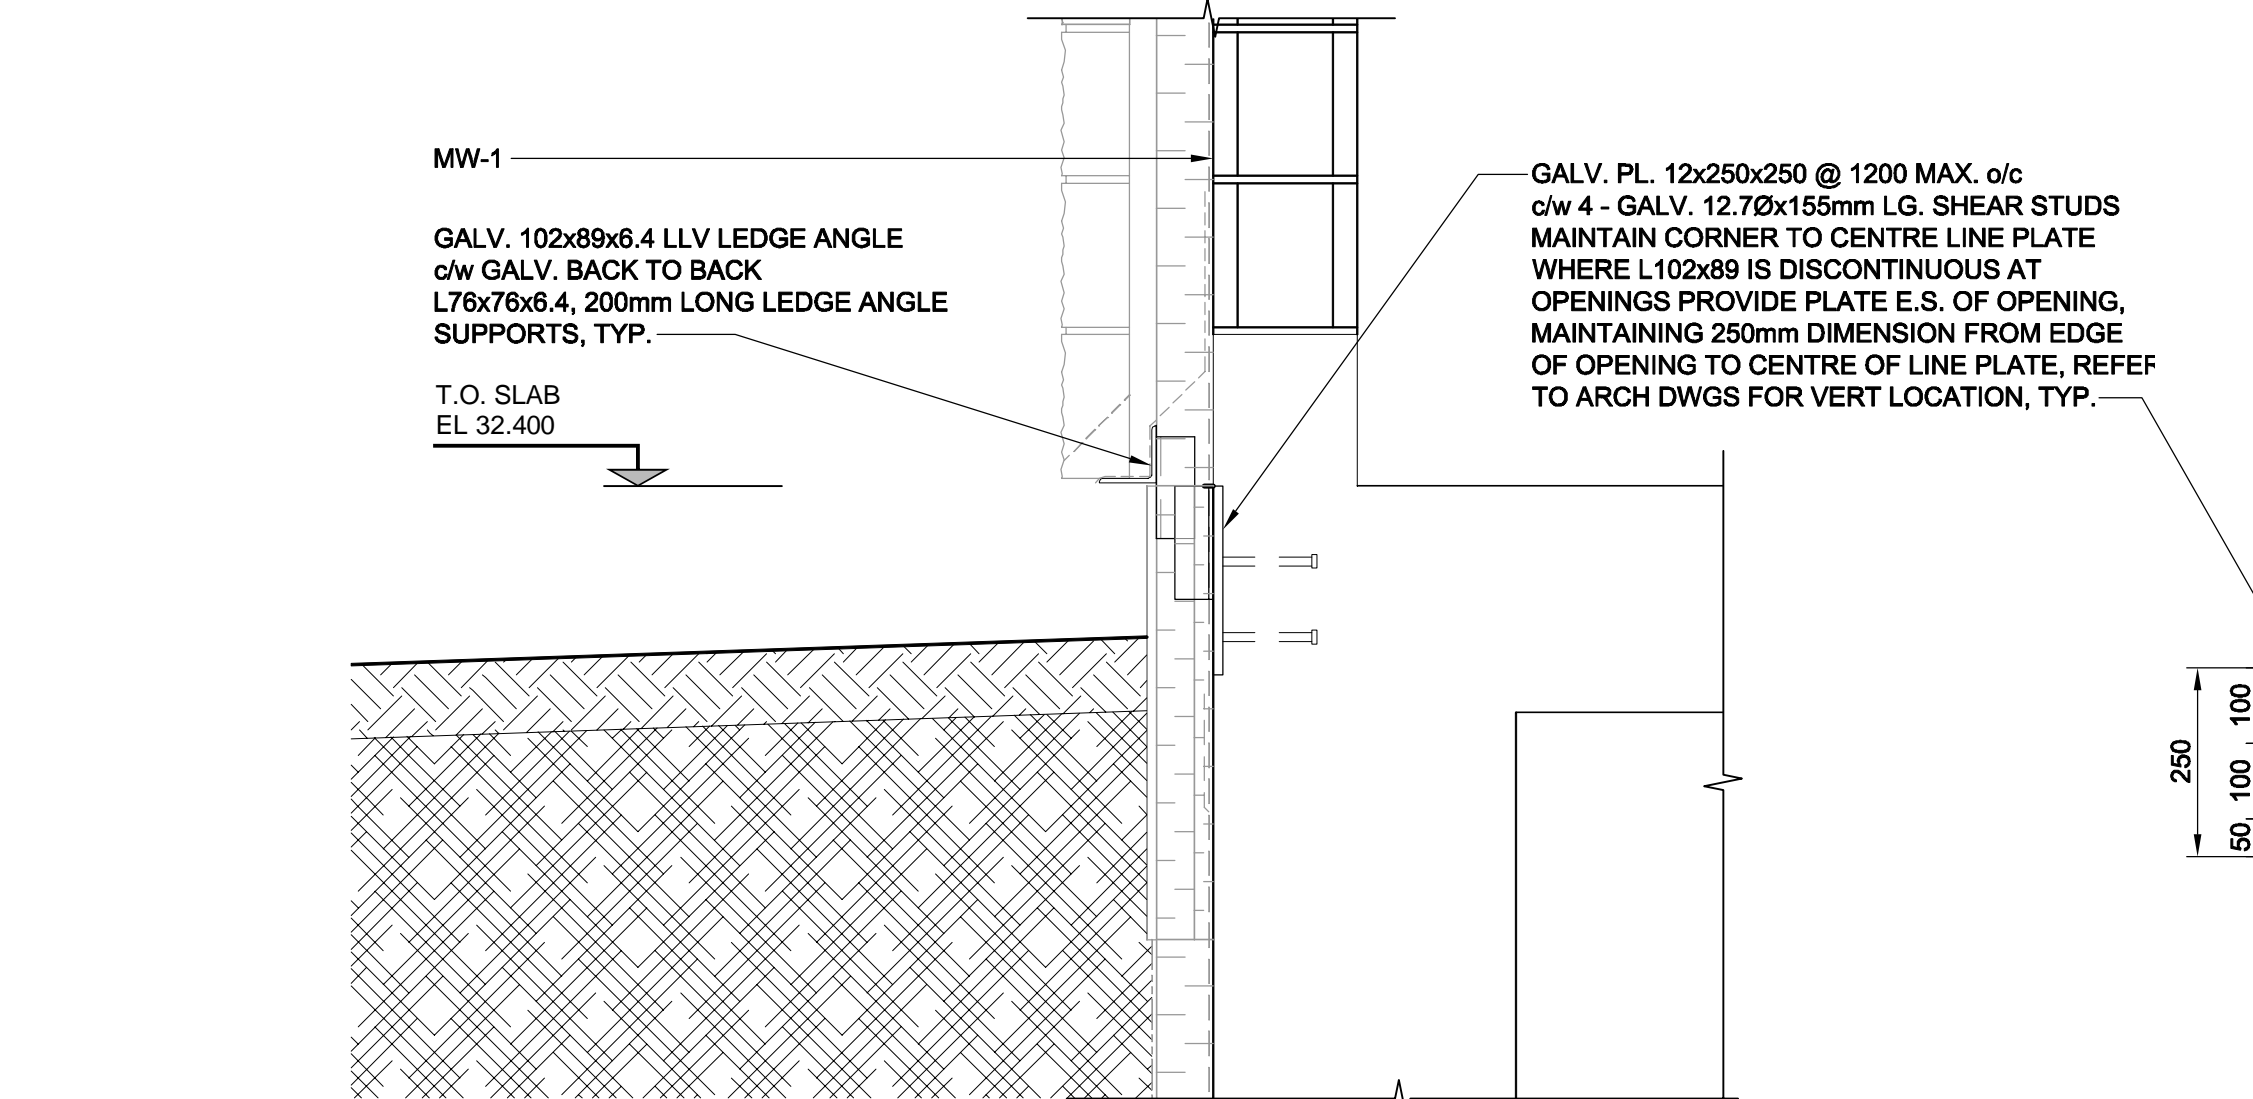 MW-1
GALV. 102x89x6.4 LLV LEDGE ANGLE
c/w GALV. BACK TO BACK
L76x76x6.4, 200mm LONG LEDGE ANGLE
SUPPORTS, TYP.
T.O. SLAB
EL 32.400
GALV. PL. 12x250x250 @ 1200 MAX. o/c
c/w 4 - GALV. 12.7Øx155mm LG. SHEAR STUDS
MAINTAIN CORNER TO CENTRE LINE PLATE
WHERE L102x89 IS DISCONTINUOUS AT
OPENINGS PROVIDE PLATE E.S. OF OPENING,
MAINTAINING 250mm DIMENSION FROM EDGE
OF OPENING TO CENTRE OF LINE PLATE, REFER
TO ARCH DWGS FOR VERT LOCATION, TYP.
250
50 100 100